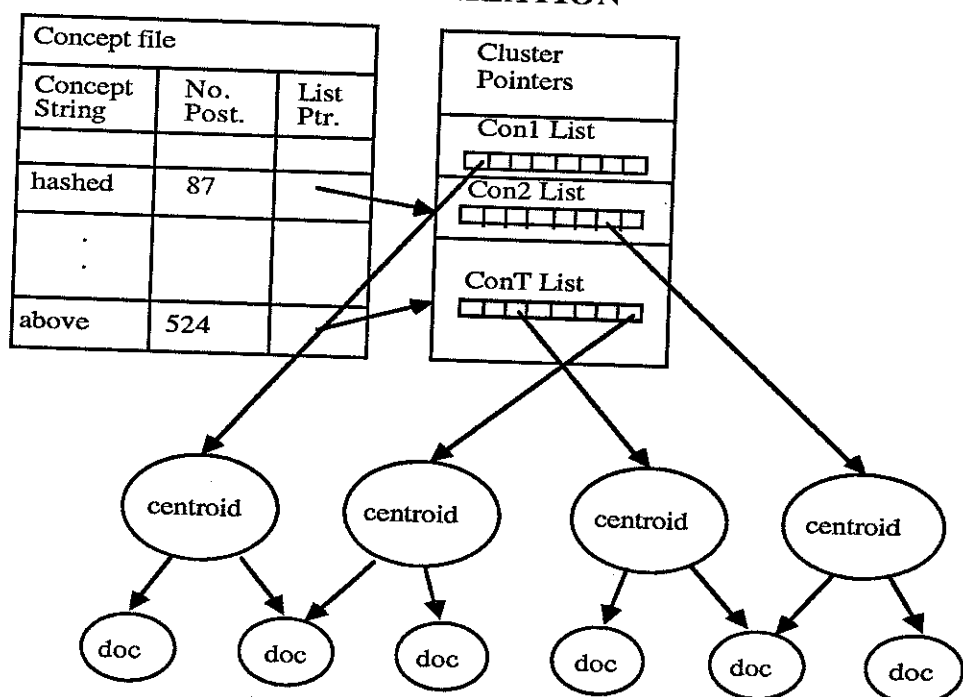 Concept file
Concept String
No. Post.
List Ptr.
hashed 87
above 524
Cluster Pointers
Con1 List
Con2 List
ConT List
centroid centroid centroid centroid
doc doc doc doc doc doc